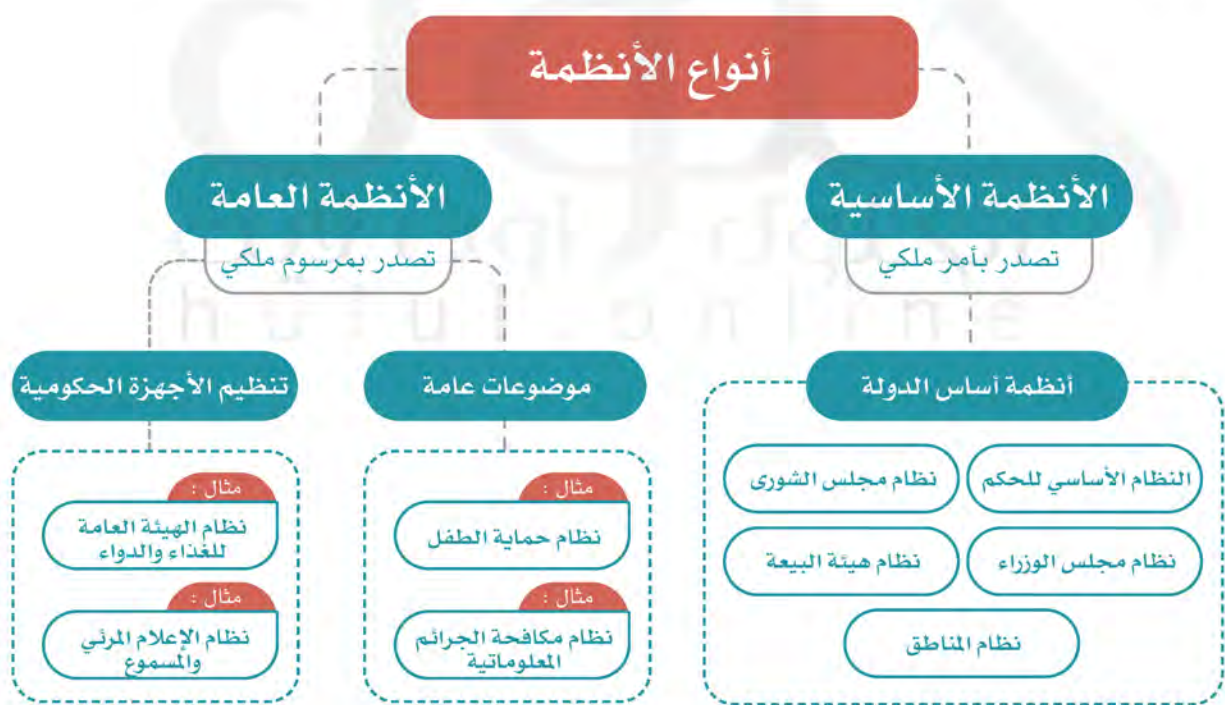 أنواع الأنظمة
الأنظمة الأساسية
تصدر بأمر ملكي
أنظمة أساس الدولة
النظام الأساسي للحكم
نظام مجلس الشورى
نظام مجلس الوزراء
نظام هيئة البيعة
نظام المناطق
الأنظمة العامة
تصدر بمرسوم ملكي
موضوعات عامة
مثال :
نظام حماية الطفل
مثال :
نظام مكافحة الجرائم
المعلوماتية
تنظيم الأجهزة الحكومية
مثال :
نظام الهيئة العامة
للغذاء والدواء
مثال :
نظام الإعلام المرئي
والمسموع